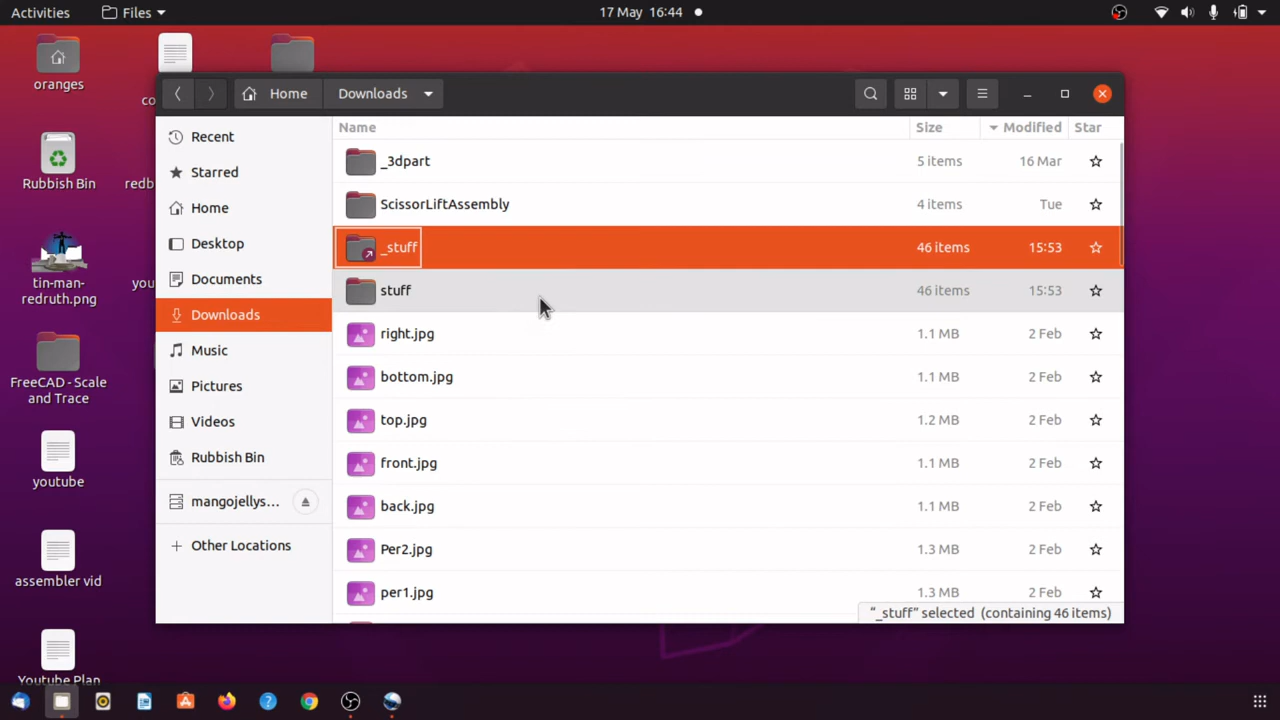 Activities
Files
17 May 16:44
oranges
co
Rubbish Bin
redb
tin-man-redruth.png
you
FreeCAD - Scale
and Trace
youtube
assembler vid
Youtube Plan
Home
Downloads
Recent
Starred
Home
Desktop
Documents
Downloads
Music
Pictures
Videos
Rubbish Bin
mangojellys...
Other Locations
Name Size Modified Star
_3dpart 5 items 16 Mar
ScissorLiftAssembly 4 items Tue
_stuff 46 items 15:53
stuff 46 items 15:53
right.jpg 1.1 MB 2 Feb
bottom.jpg 1.1 MB 2 Feb
top.jpg 1.2 MB 2 Feb
front.jpg 1.1 MB 2 Feb
back.jpg 1.1 MB 2 Feb
Per2.jpg 1.3 MB 2 Feb
per1.jpg 1.3 MB 2 Feb
“_stuff” selected (containing 46 items)